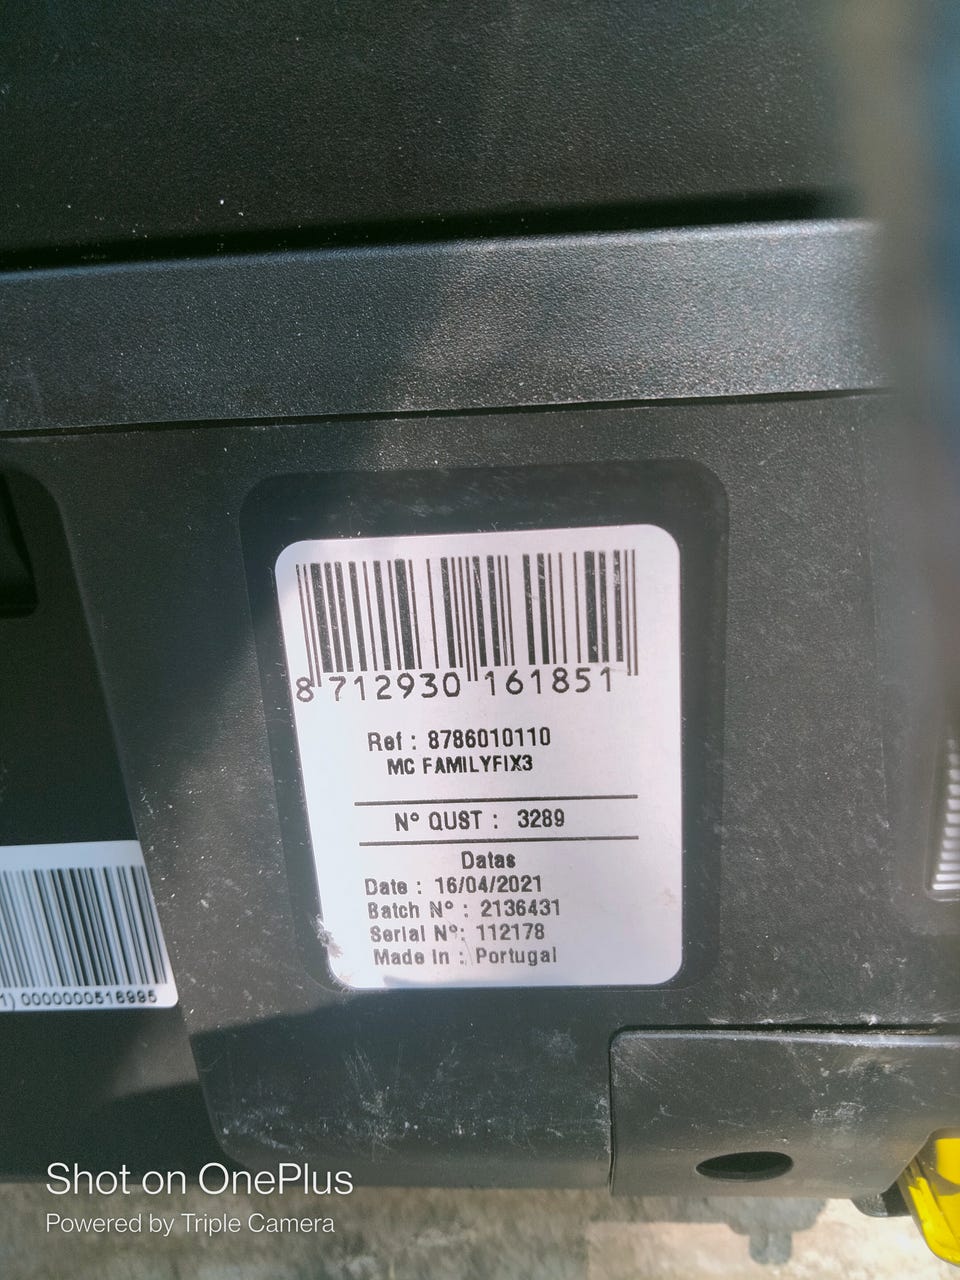 8 712930 161851
Ref : 8786010110
MC FAMILYFIX3
N° QUST : 3289
Datas
Date : 16/04/2021
Batch N° : 2136431
Serial N°: 112178
Made In : Portugal
1) 0000000516995
Shot on OnePlus
Powered by Triple Camera